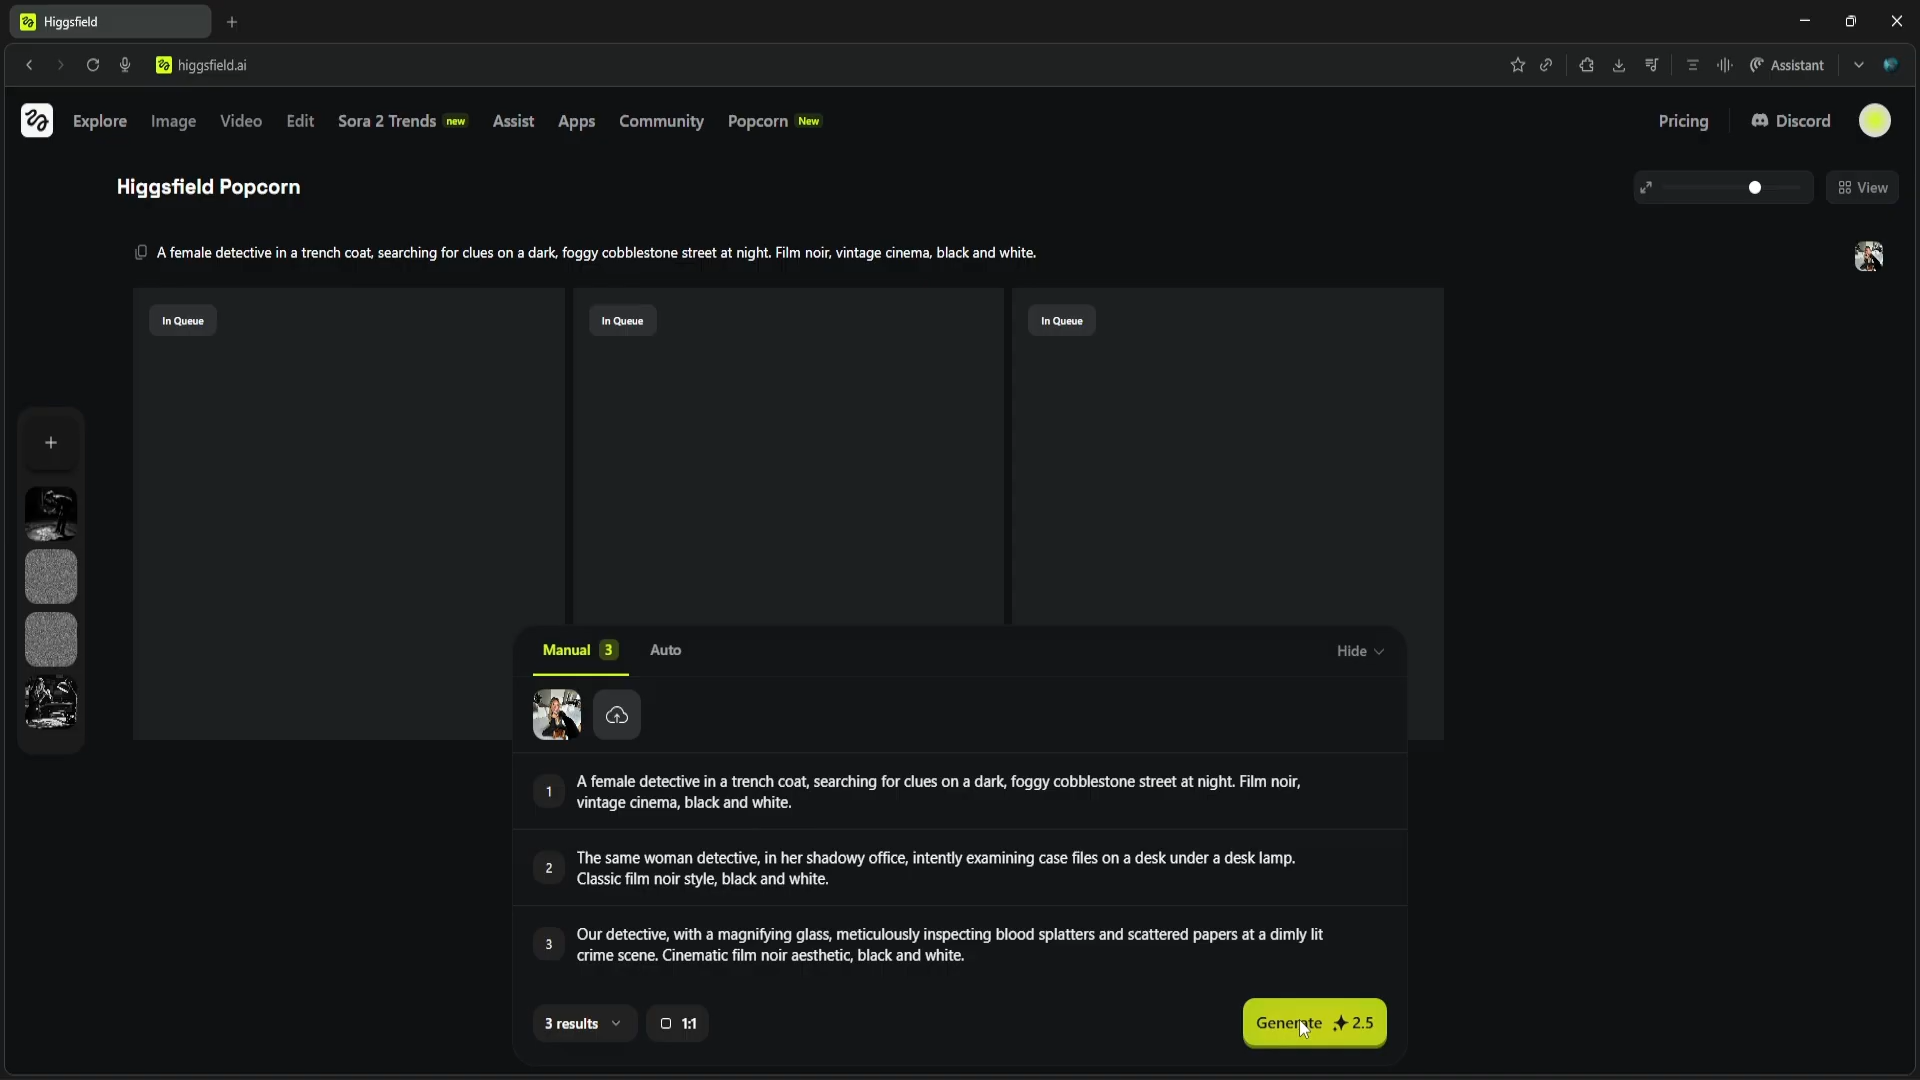 Higgsfield
higgsfield.ai
Assistant
Explore Image Video Edit Sora 2 Trends new Assist Apps Community Popcorn New Pricing Discord
Higgsfield Popcorn
View
A female detective in a trench coat, searching for clues on a dark, foggy cobblestone street at night. Film noir, vintage cinema, black and white.
In Queue In Queue In Queue
Manual 3 Auto Hide
1 A female detective in a trench coat, searching for clues on a dark, foggy cobblestone street at night. Film noir,
vintage cinema, black and white.
2 The same woman detective, in her shadowy office, intently examining case files on a desk under a desk lamp.
Classic film noir style, black and white.
3 Our detective, with a magnifying glass, meticulously inspecting blood splatters and scattered papers at a dimly lit
crime scene. Cinematic film noir aesthetic, black and white.
3 results 1:1 Generate 2.5